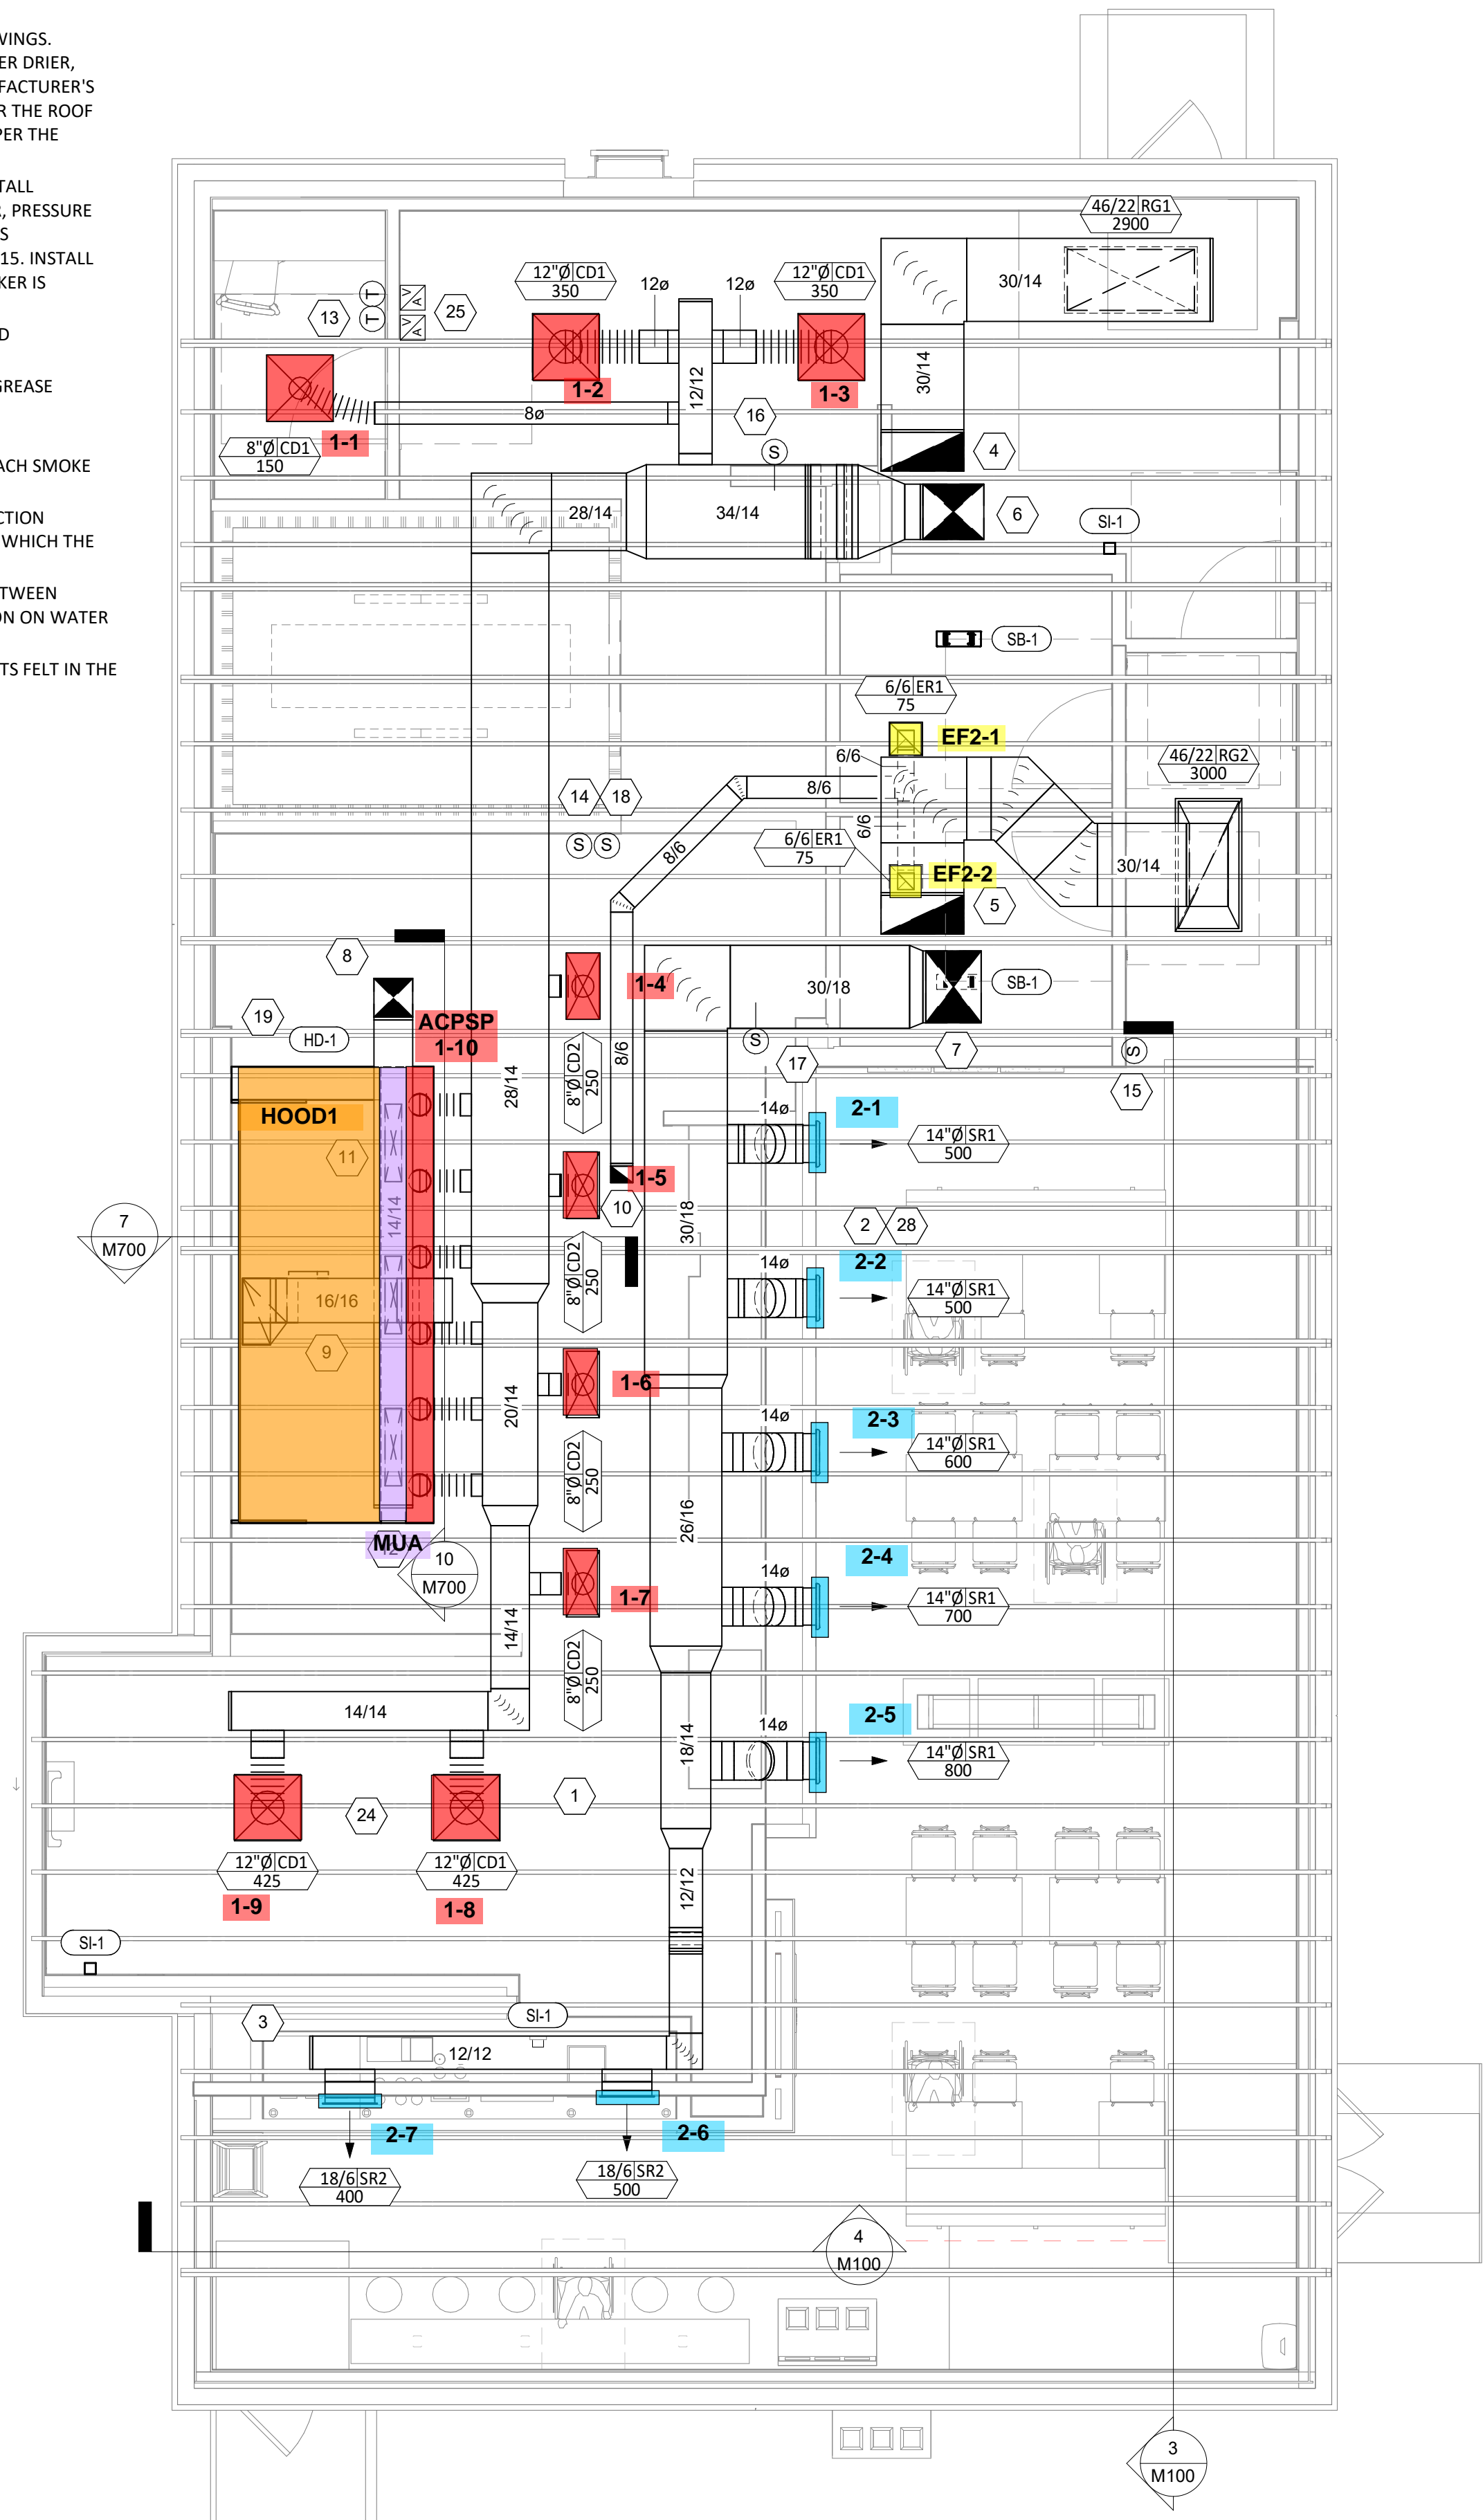 WINGS.
ER DRIER,
FACTURER'S
R THE ROOF
PER THE
TALL
R, PRESSURE
S
15. INSTALL
KER IS
D
GREASE
ACH SMOKE
CTION
WHICH THE
ETWEEN
ON ON WATER
TS FELT IN THE
46/22 RG1
2900
12"Ø CD1
350
12ø
12ø
12"Ø CD1
350
30/14
13
T
T
V
A
V
A
25
1-2
1-3
12/12
30/14
8ø
16
1-1
8"Ø CD1
150
S
4
28/14
34/14
6
SI-1
SB-1
6/6 ER1
75
EF2-1
6/6
46/22 RG2
3000
14
18
8/6
6/6
S
S
8/6
6/6 ER1
75
30/14
EF2-2
5
8
1-4
30/18
SB-1
19
HD-1
ACPSP
1-10
8"Ø CD2
250
8/6
S
17
7
S
15
28/14
HOOD1
14ø
2-1
14"Ø SR1
500
11
1-5
10
14/14
30/18
2
28
7
M700
8"Ø CD2
250
14ø
2-2
14"Ø SR1
500
16/16
9
1-6
20/14
14ø
2-3
14"Ø SR1
600
8"Ø CD2
250
26/16
MUA
12
10
M700
14ø
2-4
14"Ø SR1
700
1-7
14/14
8"Ø CD2
250
14/14
14ø
2-5
18/14
14"Ø SR1
800
24
1
12"Ø CD1
425
12"Ø CD1
425
1-9
1-8
12/12
SI-1
3
SI-1
12/12
2-7
2-6
18/6 SR2
400
18/6 SR2
500
4
M100
3
M100